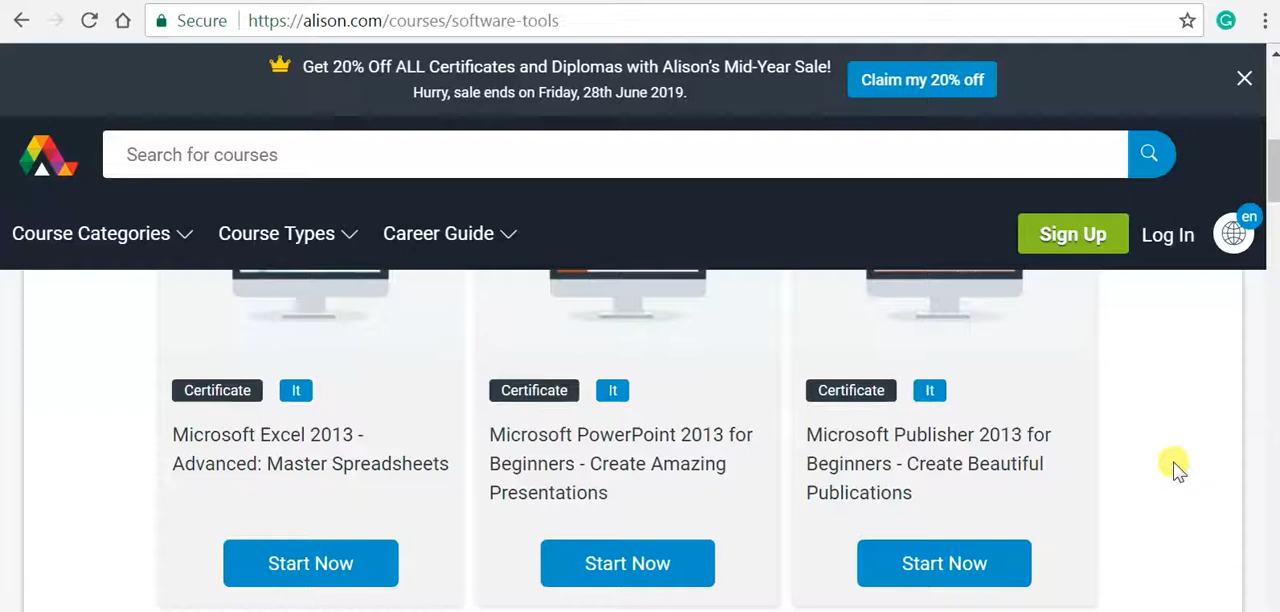 Secure https://alison.com/courses/software-tools
Get 20% Off ALL Certificates and Diplomas with Alison's Mid-Year Sale!
Hurry, sale ends on Friday, 28th June 2019.
Claim my 20% off
Search for courses
Course Categories Course Types Career Guide Sign Up Log In en
Certificate It Certificate It Certificate It
Microsoft Excel 2013 -
Advanced: Master Spreadsheets
Microsoft PowerPoint 2013 for
Beginners - Create Amazing
Presentations
Microsoft Publisher 2013 for
Beginners - Create Beautiful
Publications
Start Now Start Now Start Now